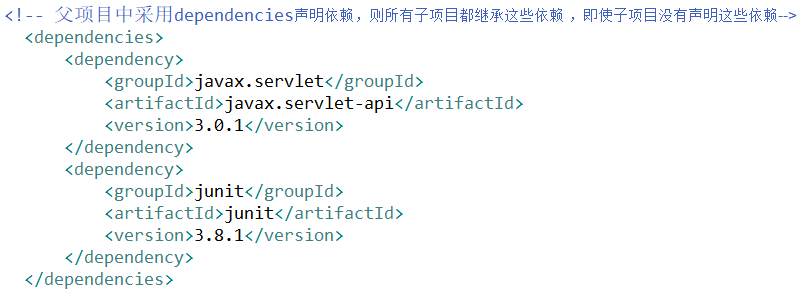 <!-- 父项目中采用dependencies声明依赖，则所有子项目都继承这些依赖 ，即使子项目没有声明这些依赖-->
<dependencies>
<dependency>
<groupId>javax.servlet</groupId>
<artifactId>javax.servlet-api</artifactId>
<version>3.0.1</version>
</dependency>
<dependency>
<groupId>junit</groupId>
<artifactId>junit</artifactId>
<version>3.8.1</version>
</dependency>
</dependencies>